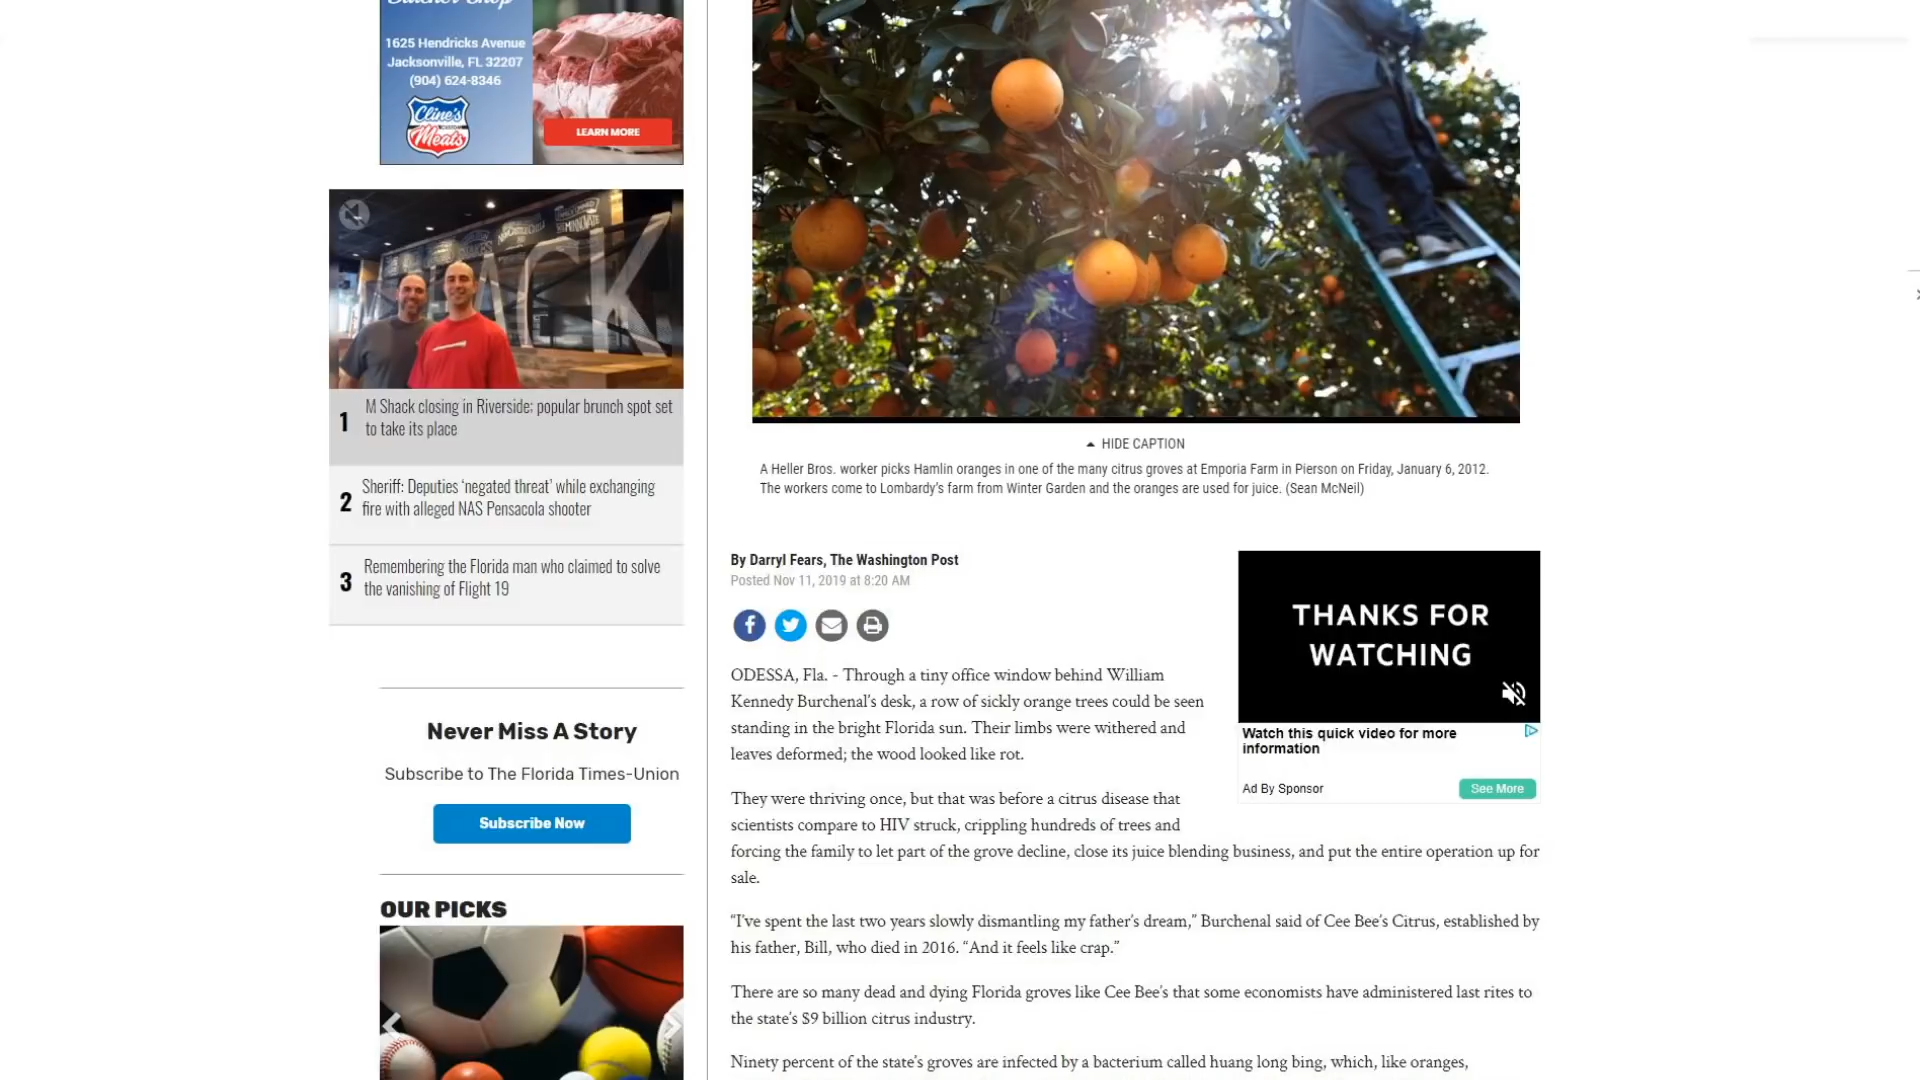 1625 Hendricks Avenue
Jacksonville, FL 32207
(904) 624-8346
Cline's
Meats
LEARN MORE
1
M Shack closing in Riverside; popular brunch spot set
to take its place
2
Sheriff: Deputies ‘negated threat’ while exchanging
fire with alleged NAS Pensacola shooter
3
Remembering the Florida man who claimed to solve
the vanishing of Flight 19
Never Miss A Story
Subscribe to The Florida Times-Union
Subscribe Now
OUR PICKS
HIDE CAPTION
A Heller Bros. worker picks Hamlin oranges in one of the many citrus groves at Emporia Farm in Pierson on Friday, January 6, 2012.
The workers come to Lombardy’s farm from Winter Garden and the oranges are used for juice. (Sean McNeil)
By Darryl Fears, The Washington Post
Posted Nov 11, 2019 at 8:20 AM
ODESSA, Fla. - Through a tiny office window behind William
Kennedy Burchenal’s desk, a row of sickly orange trees could be seen
standing in the bright Florida sun. Their limbs were withered and
leaves deformed; the wood looked like rot.
They were thriving once, but that was before a citrus disease that
scientists compare to HIV struck, crippling hundreds of trees and
forcing the family to let part of the grove decline, close its juice blending business, and put the entire operation up for
sale.
“I’ve spent the last two years slowly dismantling my father’s dream,” Burchenal said of Cee Bee’s Citrus, established by
his father, Bill, who died in 2016. “And it feels like crap.”
There are so many dead and dying Florida groves like Cee Bee’s that some economists have administered last rites to
the state’s $9 billion citrus industry.
Ninety percent of the state’s groves are infected by a bacterium called huang long bing, which, like oranges,
THANKS FOR
WATCHING
Watch this quick video for more
information
Ad By Sponsor
See More